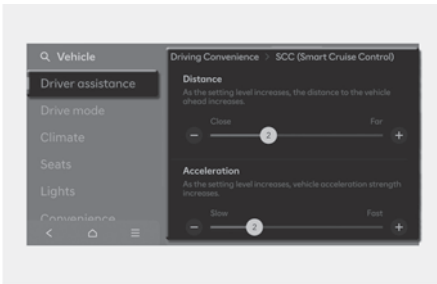 Vehicle
Driver assistance
Drive mode
Climate
Seats
Lights
Convenience
Driving Convenience > SCC (Smart Cruise Control)
Distance
As the setting level increases, the distance to the vehicle
ahead increases.
Close Far
− 2 +
Acceleration
As the setting level increases, vehicle acceleration strength
increases.
Slow Fast
− 2 +